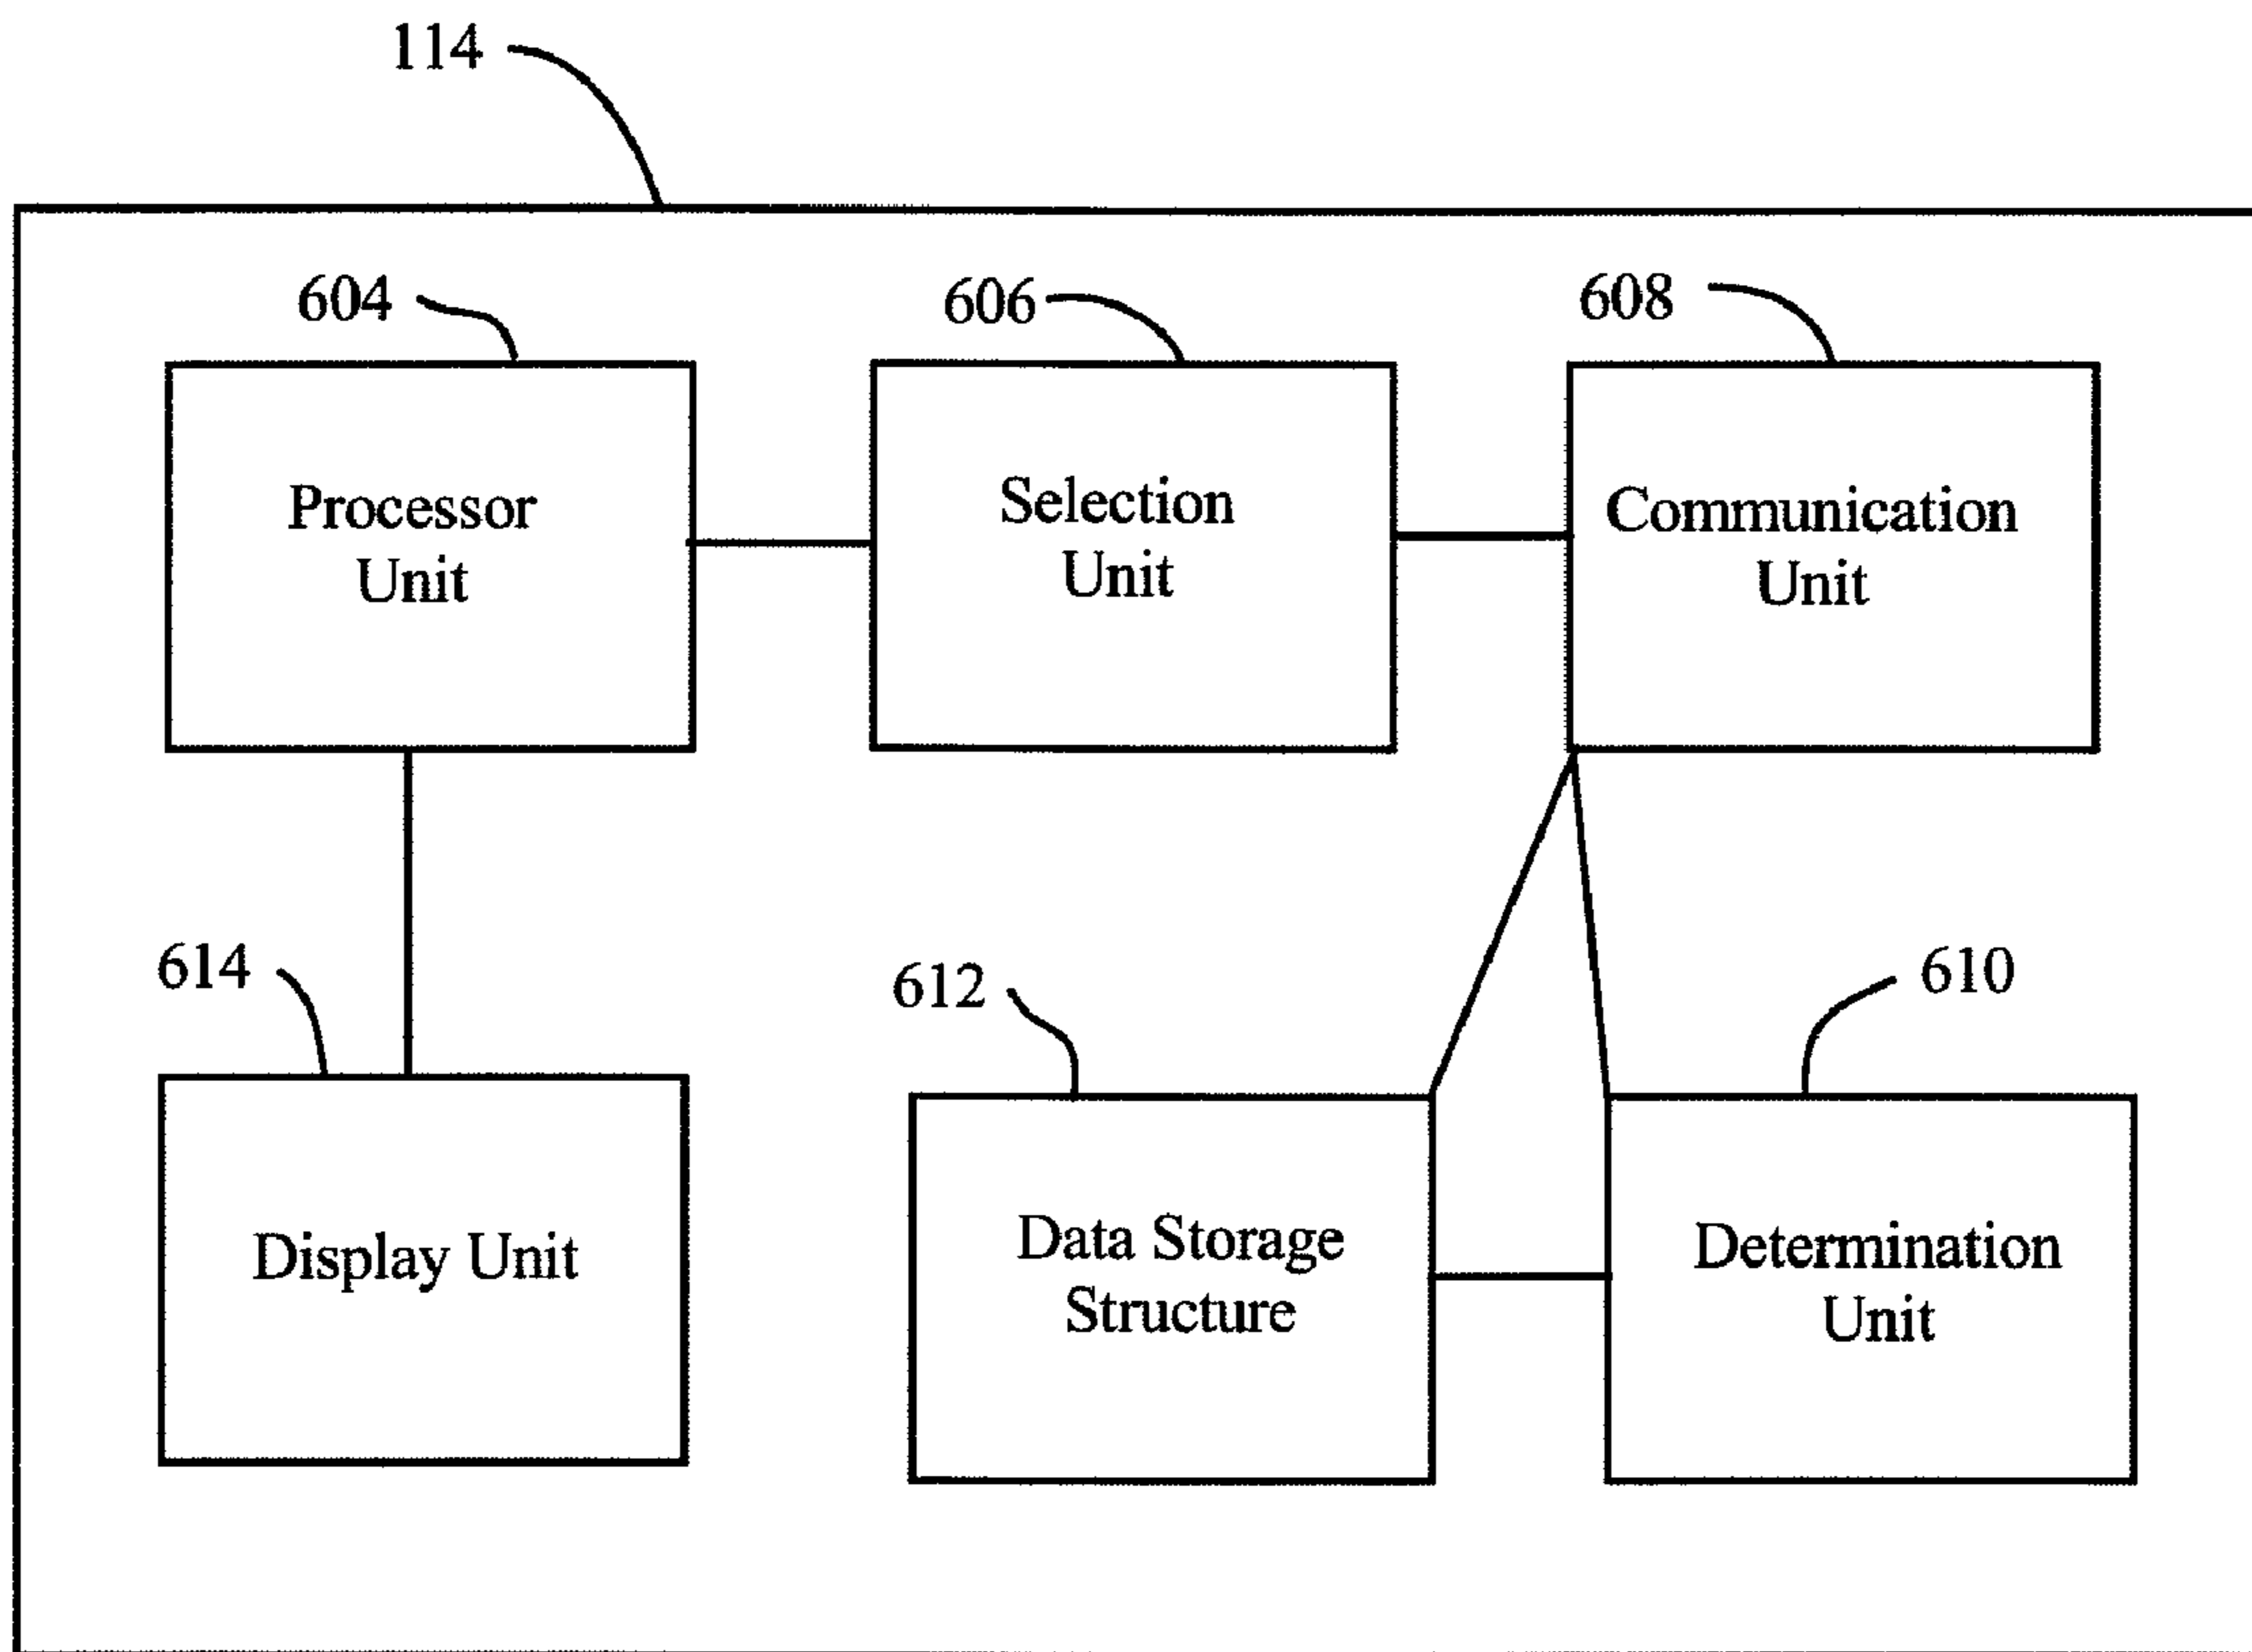 114
604
606
608
Processor
Unit
Selection
Unit
Communication
Unit
614
612
610
Display Unit
Data Storage
Structure
Determination
Unit